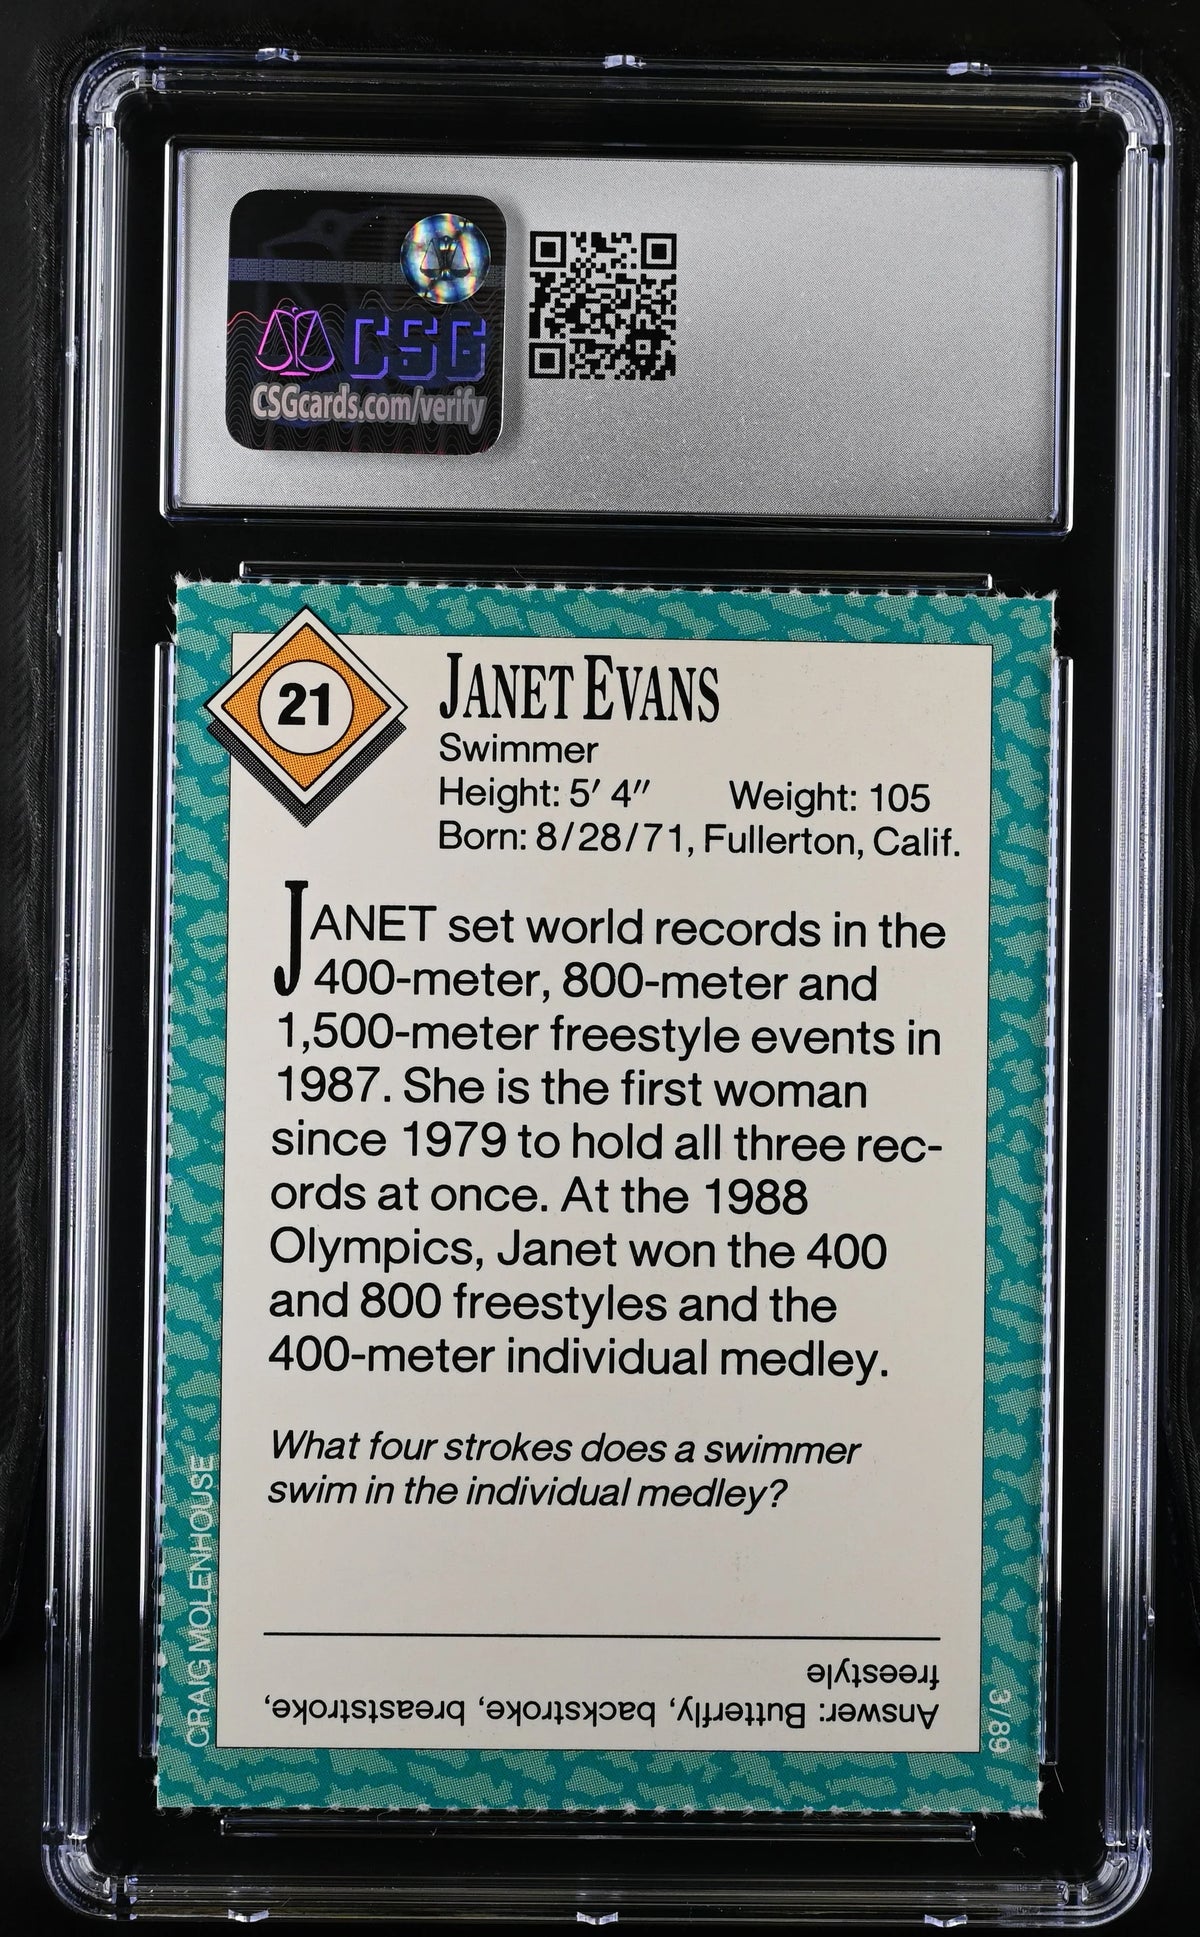 CSG
CSGcards.com/verify
21
JANET EVANS
Swimmer
Height: 5′ 4″ Weight: 105
Born: 8/28/71, Fullerton, Calif.
JANET set world records in the
400-meter, 800-meter and
1,500-meter freestyle events in
1987. She is the first woman
since 1979 to hold all three rec-
ords at once. At the 1988
Olympics, Janet won the 400
and 800 freestyles and the
400-meter individual medley.
What four strokes does a swimmer
swim in the individual medley?
Answer: Butterfly, backstroke, breaststroke,
freestyle
CRAIG MOLENHOUSE
3/89